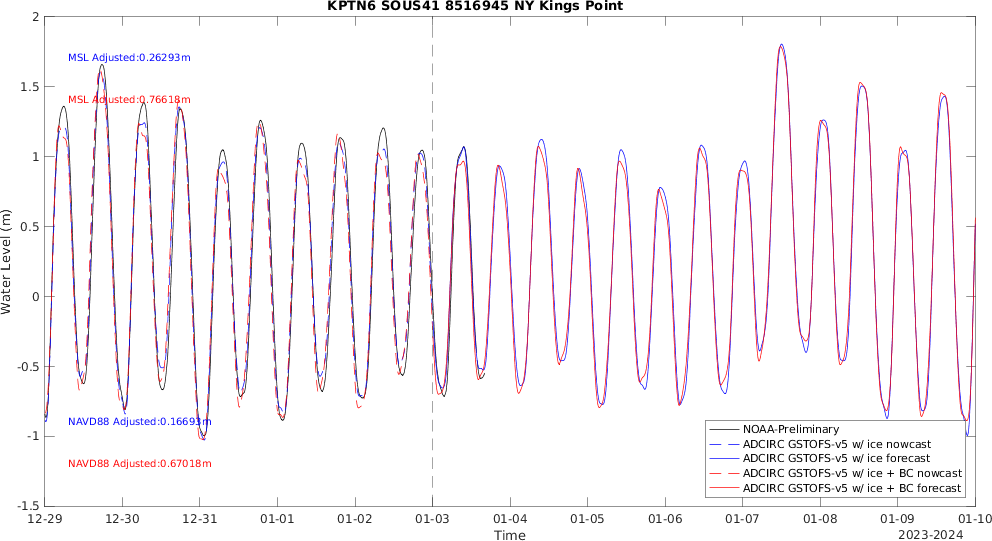 KPTN6 SOUS41 8516945 NY Kings Point
MSL Adjusted:0.26293m
MSL Adjusted:0.76618m
NAVD88 Adjusted:0.16693m
NAVD88 Adjusted:0.67018m
Water Level (m)
2
1.5
1
0.5
0
-0.5
-1
-1.5
NOAA-Preliminary
ADCIRC GSTOFS-v5 w/ ice nowcast
ADCIRC GSTOFS-v5 w/ ice forecast
ADCIRC GSTOFS-v5 w/ ice + BC nowcast
ADCIRC GSTOFS-v5 w/ ice + BC forecast
12-29 12-30 12-31 01-01 01-02 01-03 01-04 01-05 01-06 01-07 01-08 01-09 01-10
Time
2023-2024